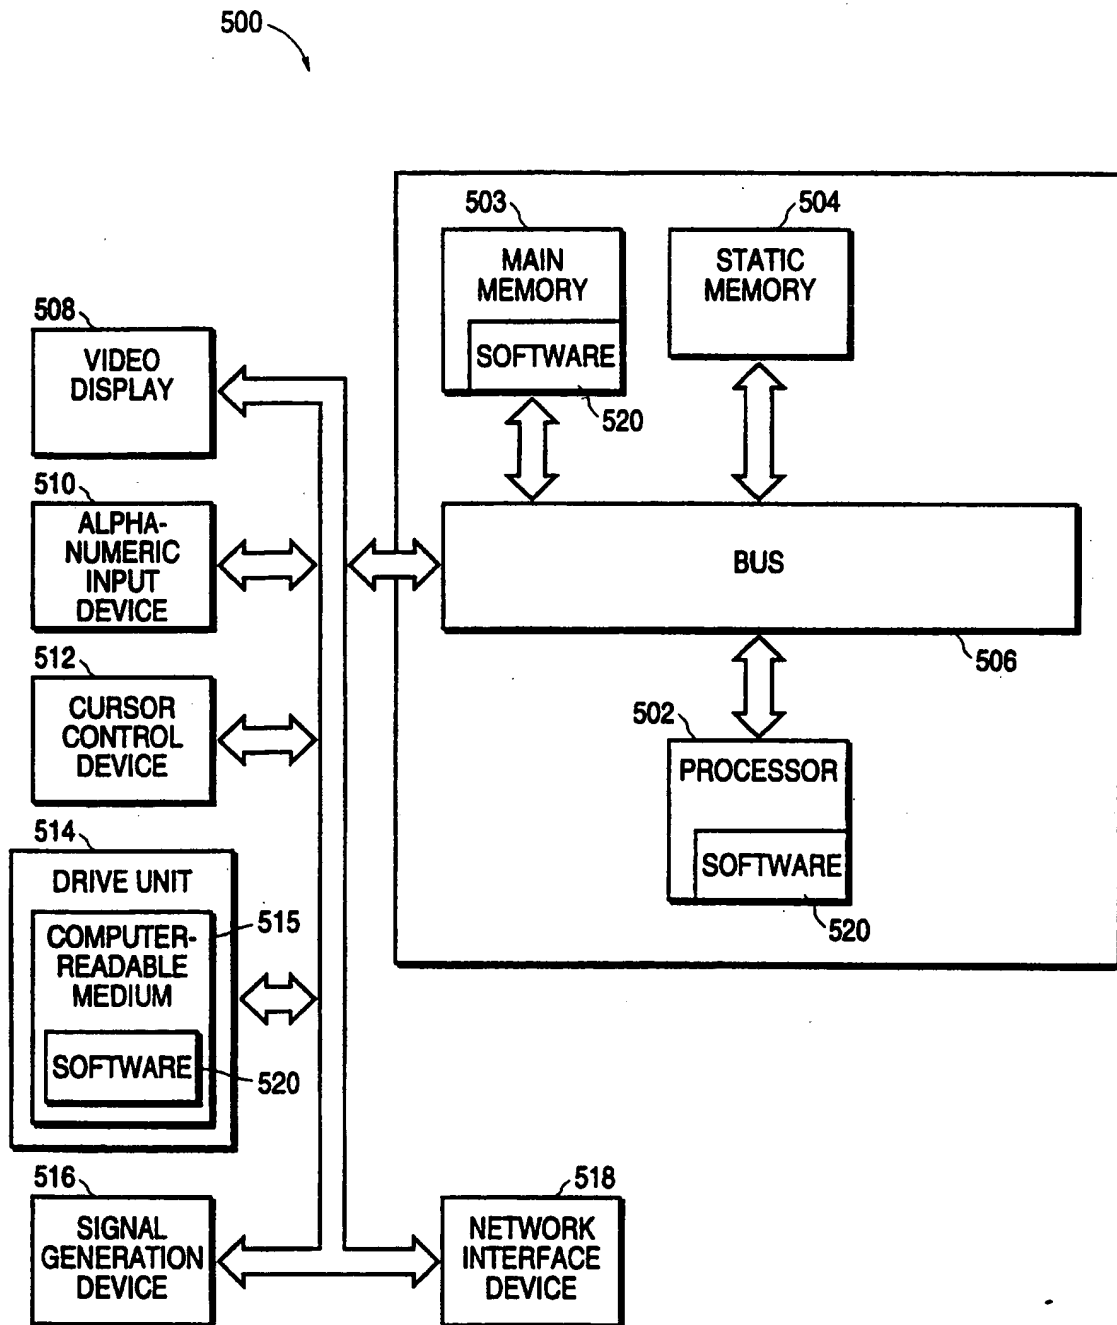 500
503
MAIN
MEMORY
SOFTWARE
520
504
STATIC
MEMORY
508
VIDEO
DISPLAY
510
ALPHA-
NUMERIC
INPUT
DEVICE
BUS
506
512
CURSOR
CONTROL
DEVICE
502
PROCESSOR
SOFTWARE
520
514
DRIVE UNIT
COMPUTER-
READABLE
MEDIUM
515
SOFTWARE
520
516
SIGNAL
GENERATION
DEVICE
518
NETWORK
INTERFACE
DEVICE